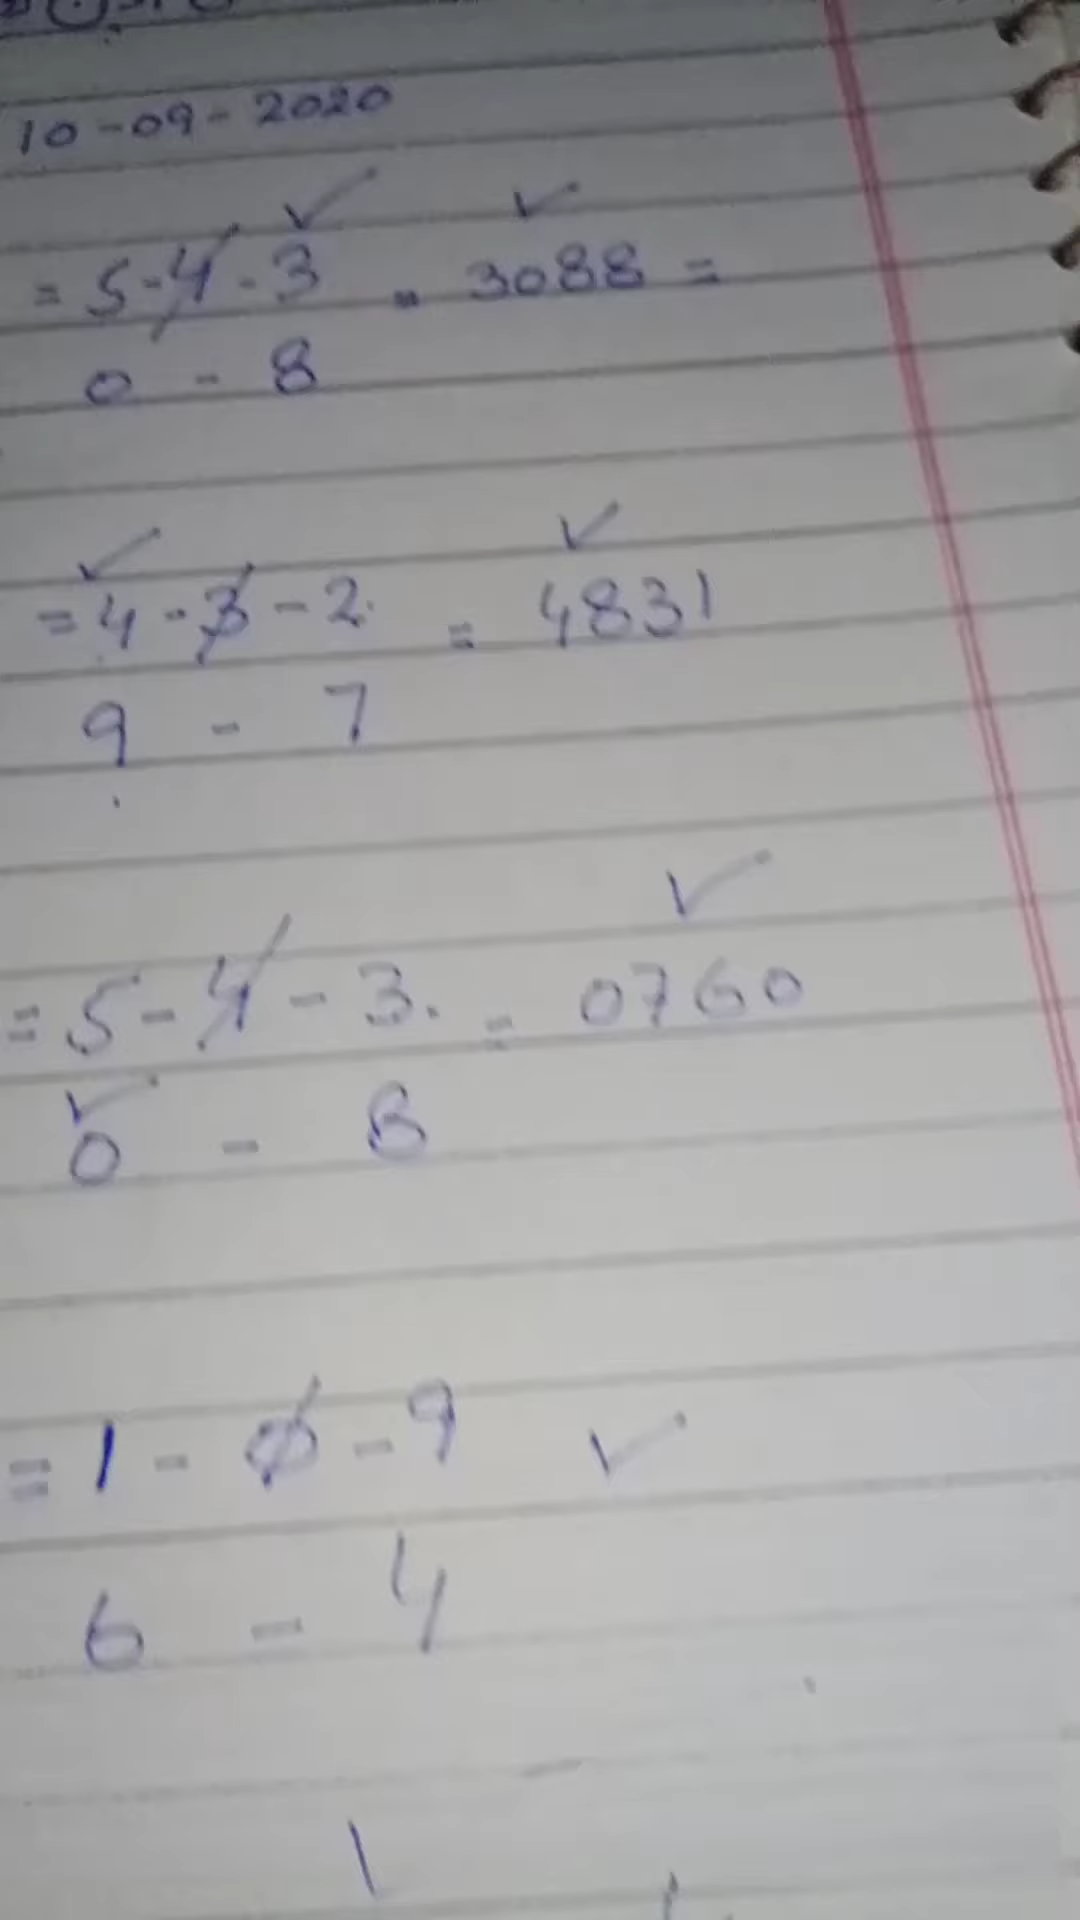 10-09-2020
= 5-4-3 = 3088 =
0 - 8
= 4-3-2. = 4831
9 - 7
= 5-4-3. = 0760
0 - 8
= 1-0-9
6 - 4